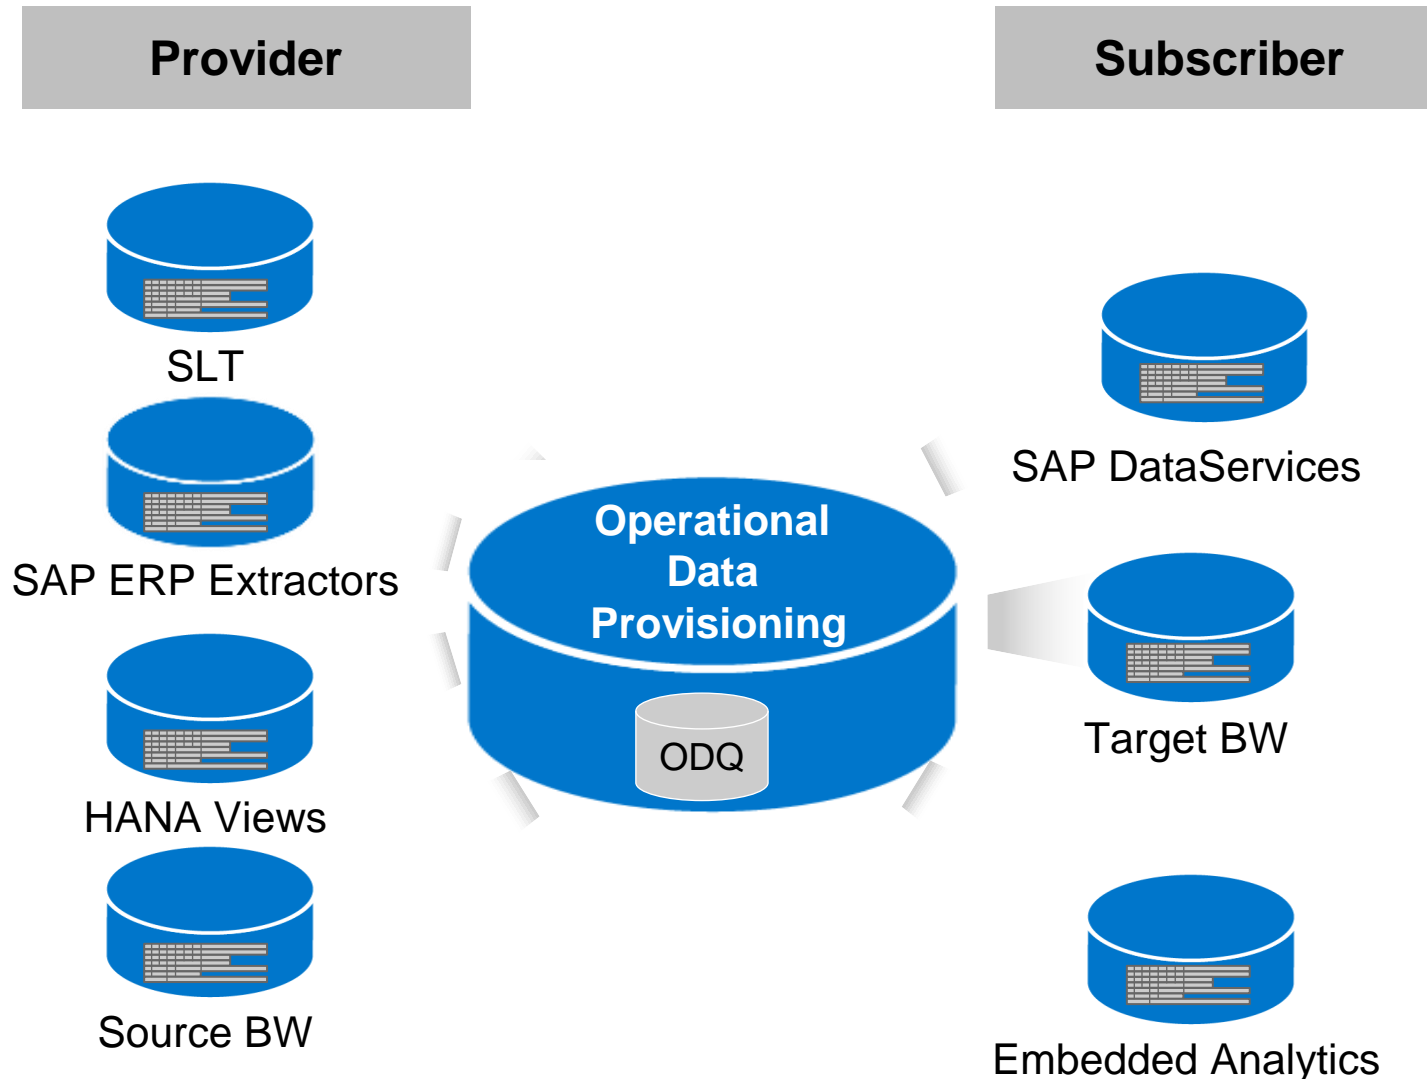 Provider
Subscriber
SLT
SAP ERP Extractors
HANA Views
Source BW
Operational
Data
Provisioning
ODQ
SAP DataServices
Target BW
Embedded Analytics